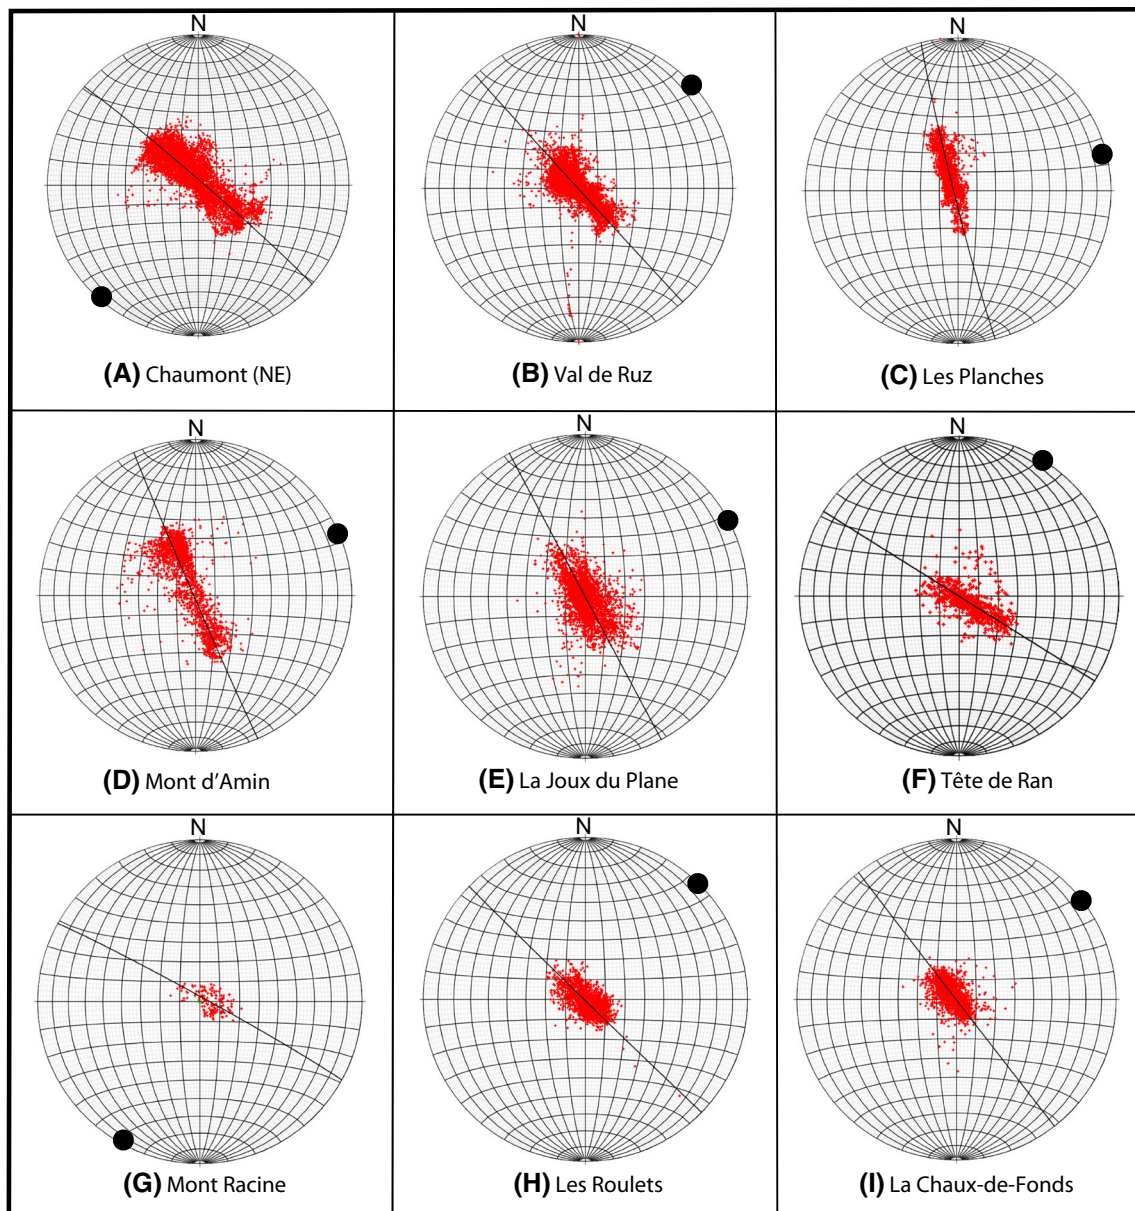 N
N
N
(A) Chaumont (NE)
(B) Val de Ruz
(C) Les Planches
N
N
N
(D) Mont d'Amin
(E) La Joux du Plane
(F) Tête de Ran
N
N
N
(G) Mont Racine
(H) Les Roulets
(I) La Chaux-de-Fonds